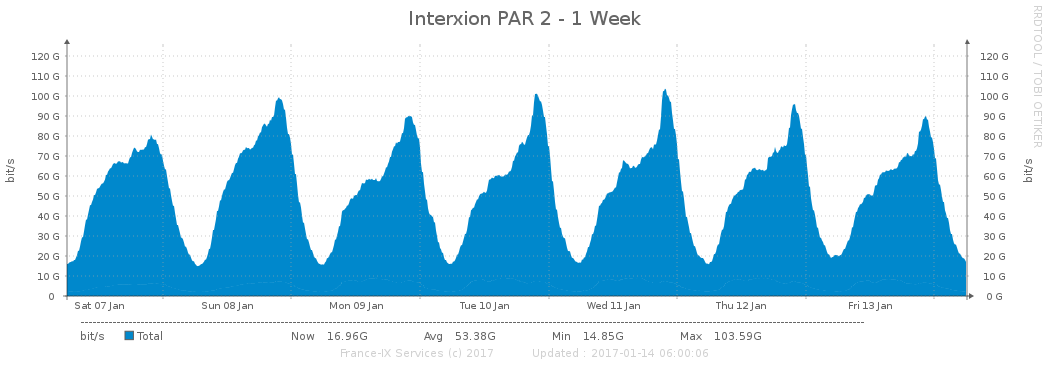 Interxion PAR 2 - 1 Week
RRDTOOL / TOBI OETIKER
bit/s
120 G 120 G
110 G 110 G
100 G 100 G
90 G 90 G
80 G 80 G
70 G 70 G
60 G 60 G
50 G 50 G
40 G 40 G
30 G 30 G
20 G 20 G
10 G 10 G
0 0 G
bit/s
Sat 07 Jan Sun 08 Jan Mon 09 Jan Tue 10 Jan Wed 11 Jan Thu 12 Jan Fri 13 Jan
bit/s Total Now 16.96G Avg 53.38G Min 14.85G Max 103.59G
France-IX Services (c) 2017 Updated : 2017-01-14 06:00:06